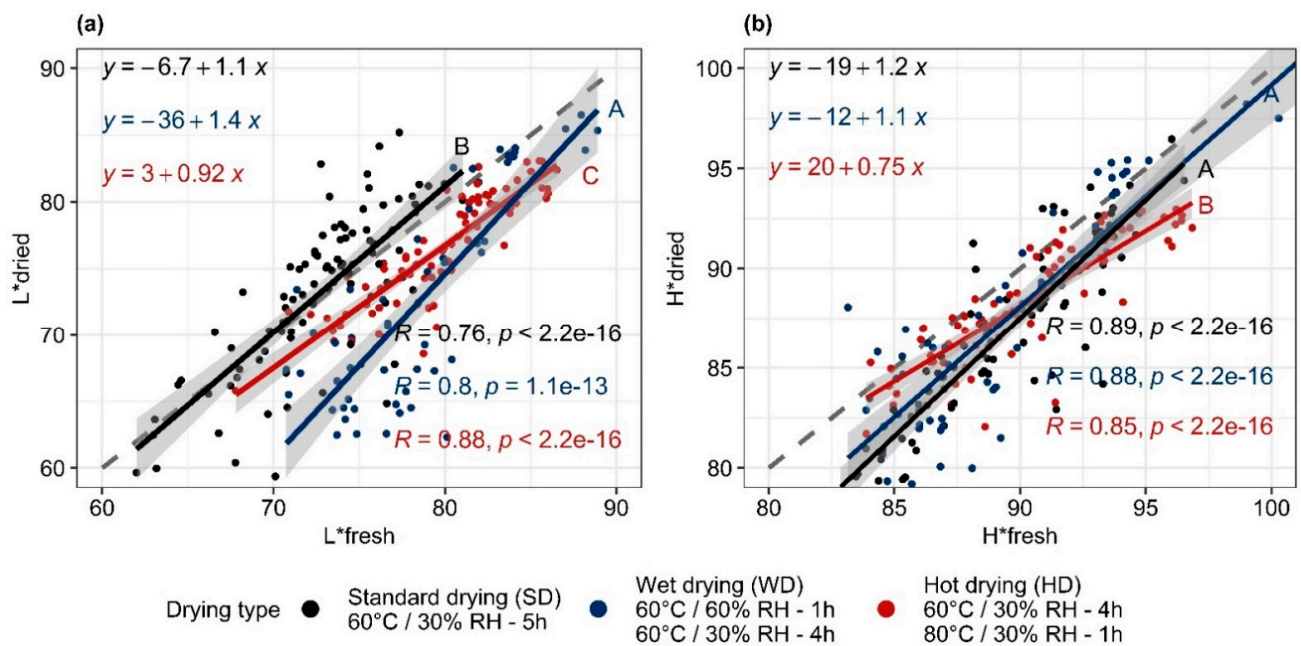 (a)
90
80
70
60
L*dried
y = −6.7 + 1.1 x
y = −36 + 1.4 x
y = 3 + 0.92 x
B
A
C
R = 0.76, p < 2.2e-16
R = 0.8, p = 1.1e-13
R = 0.88, p < 2.2e-16
60 70 80 90
L*fresh
(b)
100
95
90
85
80
H*dried
y = −19 + 1.2 x
y = −12 + 1.1 x
y = 20 + 0.75 x
A
A
B
R = 0.89, p < 2.2e-16
R = 0.88, p < 2.2e-16
R = 0.85, p < 2.2e-16
80 85 90 95 100
H*fresh
Drying type
Standard drying (SD)
60°C / 30% RH - 5h
Wet drying (WD)
60°C / 60% RH - 1h
60°C / 30% RH - 4h
Hot drying (HD)
60°C / 30% RH - 4h
80°C / 30% RH - 1h